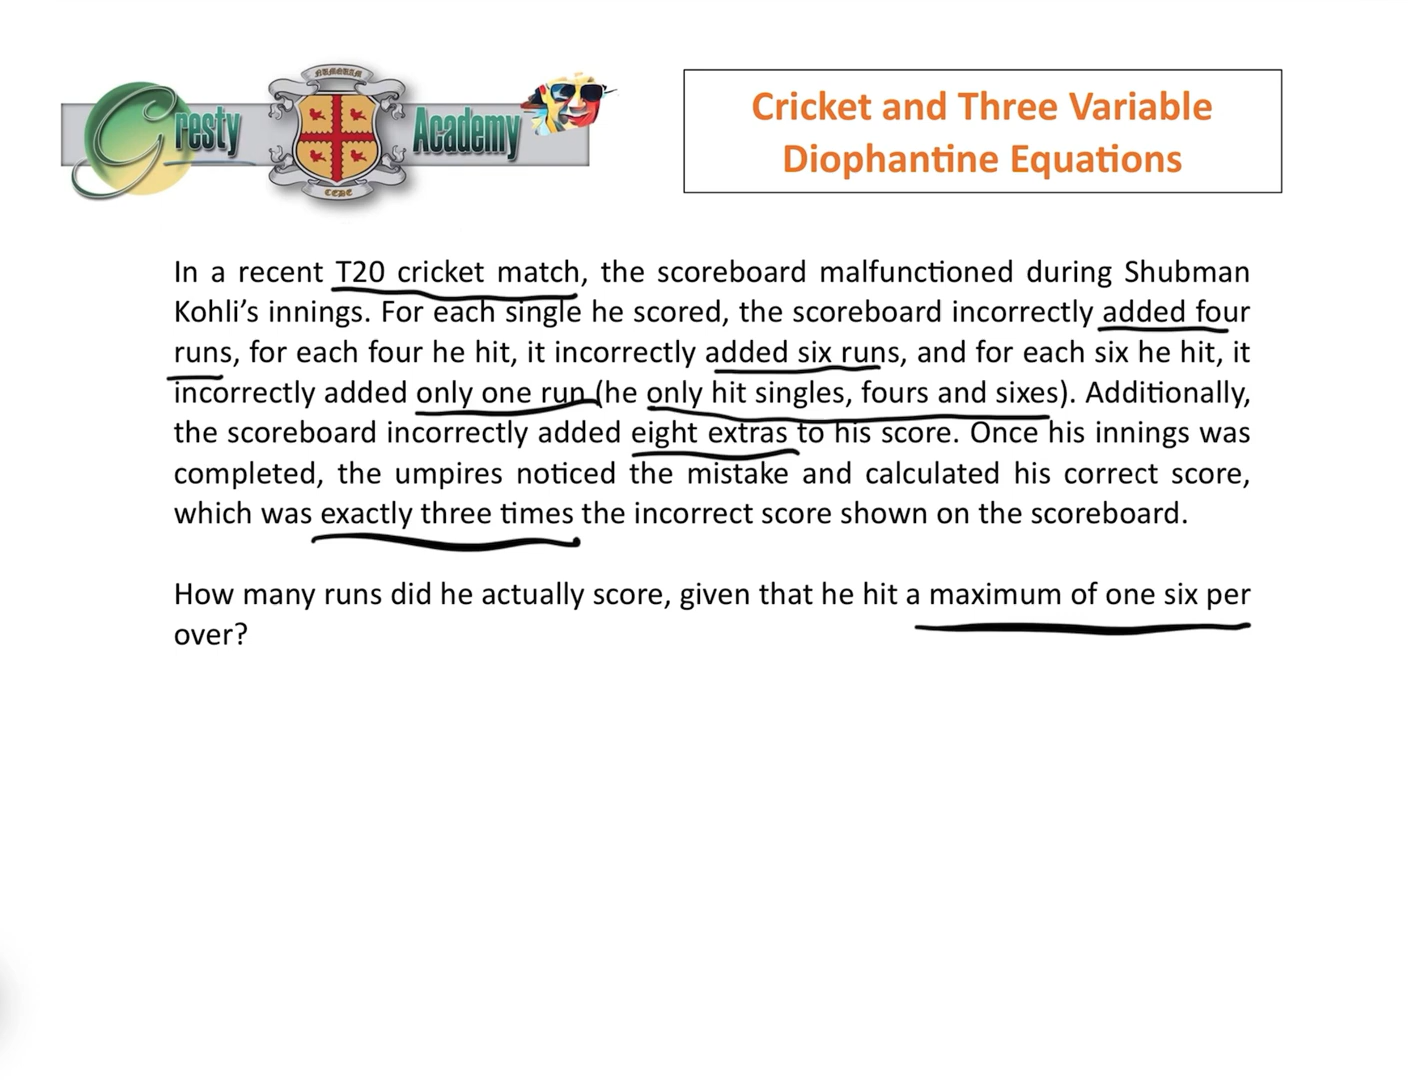 Gresty
NUMORUM
Academy
CEDE
Cricket and Three Variable
Diophantine Equations
In a recent T20 cricket match, the scoreboard malfunctioned during Shubman
Kohli’s innings. For each single he scored, the scoreboard incorrectly added four
runs, for each four he hit, it incorrectly added six runs, and for each six he hit, it
incorrectly added only one run (he only hit singles, fours and sixes). Additionally,
the scoreboard incorrectly added eight extras to his score. Once his innings was
completed, the umpires noticed the mistake and calculated his correct score,
which was exactly three times the incorrect score shown on the scoreboard.
How many runs did he actually score, given that he hit a maximum of one six per
over?